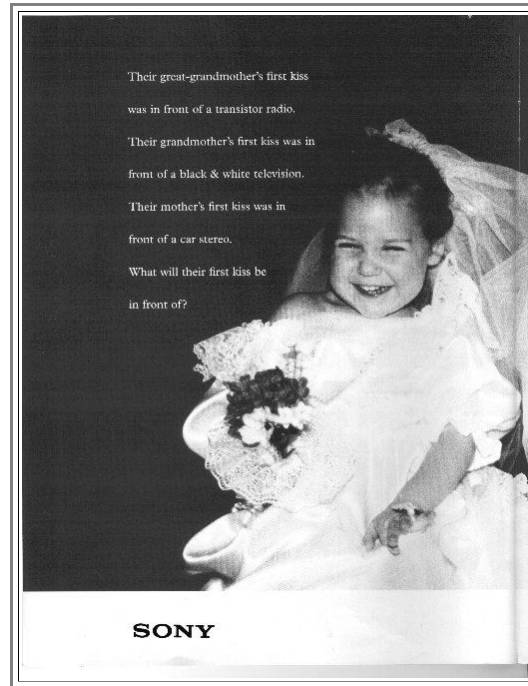 Their great-grandmother's first kiss
was in front of a transistor radio.
Their grandmother's first kiss was in
front of a black & white television.
Their mother's first kiss was in
front of a car stereo.
What will their first kiss be
in front of?
SONY